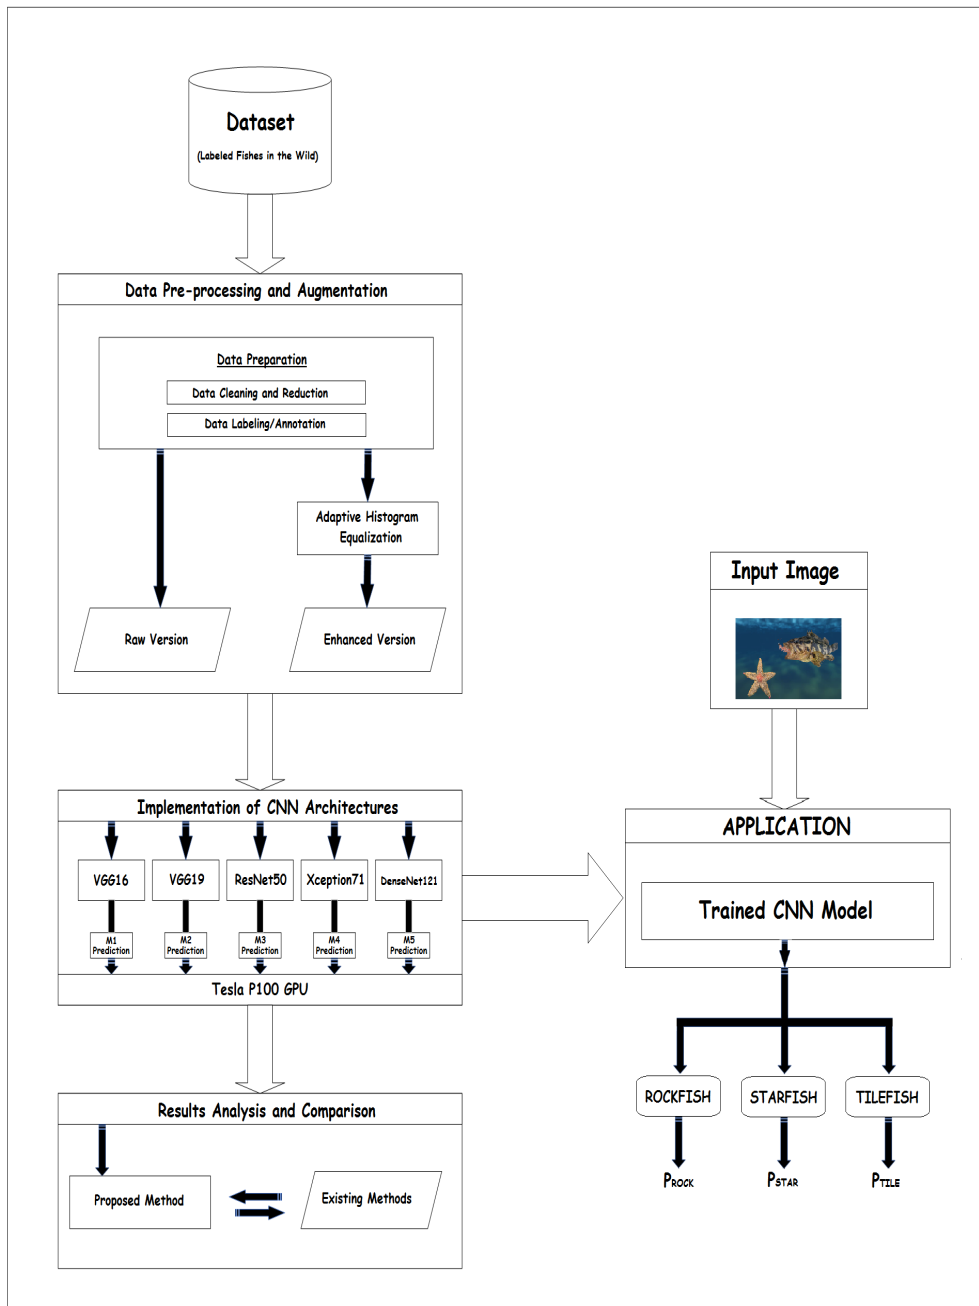 Dataset
(Labeled Fishes in the Wild)
Data Pre-processing and Augmentation
Data Preparation
Data Cleaning and Reduction
Data Labeling/Annotation
Adaptive Histogram
Equalization
Raw Version
Enhanced Version
Implementation of CNN Architectures
VGG16
VGG19
ResNet50
Xception71
DenseNet121
M1
Prediction
M2
Prediction
M3
Prediction
M4
Prediction
M5
Prediction
Tesla P100 GPU
Results Analysis and Comparison
Proposed Method
Existing Methods
Input Image
APPLICATION
Trained CNN Model
ROCKFISH
STARFISH
TILEFISH
PROCK
PSTAR
PTILE